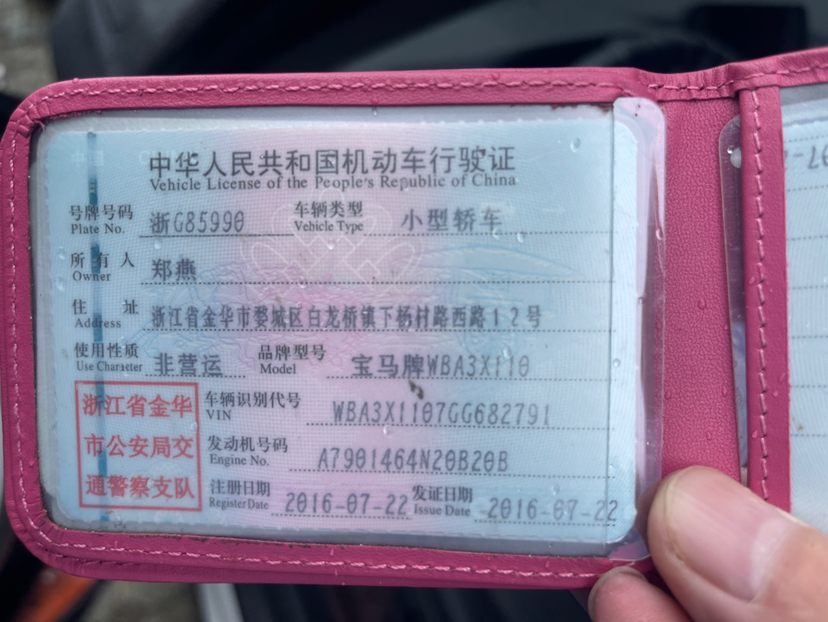 中华人民共和国机动车行驶证
Vehicle License of the People's Republic of China
号牌号码 浙G85990 车辆类型 小型轿车
Plate No. Vehicle Type
所有人 郑燕
Owner
住址 浙江省金华市婺城区白龙桥镇下杨村路西路12号
Address
使用性质 非营运 品牌型号 宝马牌WBA3X110
Use Character Model
浙江省金华
市公安局交
通警察支队
车辆识别代号 WBA3X1107GG682791
VIN
发动机号码 A7901464N20B20B
Engine No.
注册日期 2016-07-22 发证日期 2016-07-22
Register Date Issue Date